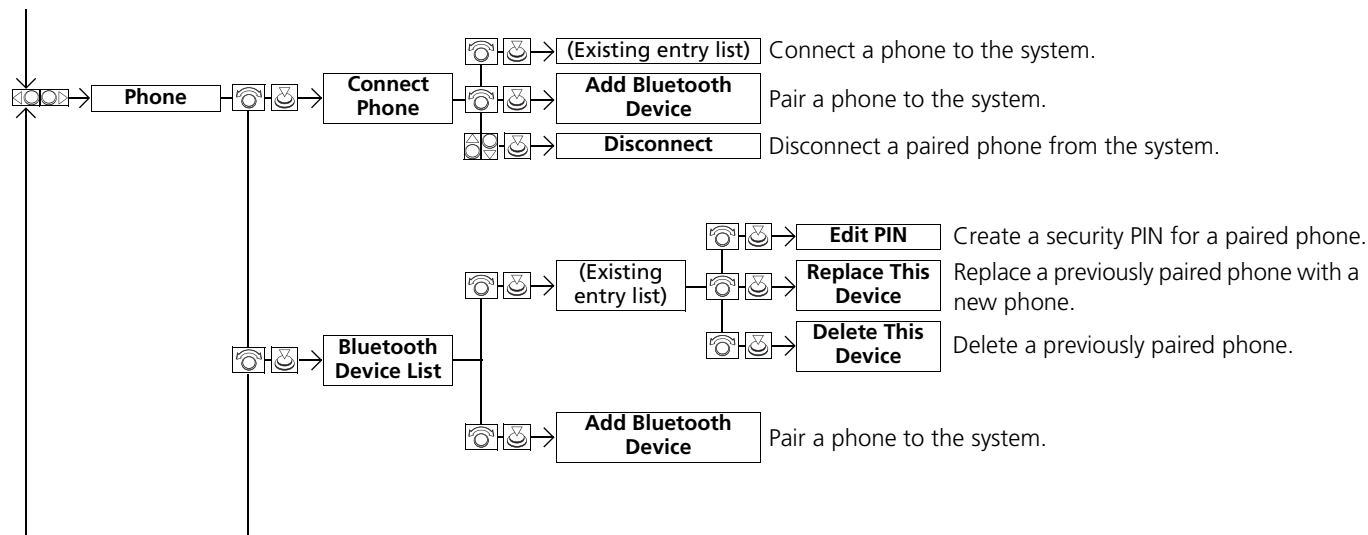 (Existing entry list) Connect a phone to the system.
Phone
Connect
Phone
Add Bluetooth
Device
Pair a phone to the system.
Disconnect Disconnect a paired phone from the system.
Edit PIN Create a security PIN for a paired phone.
(Existing
entry list)
Replace This
Device
Replace a previously paired phone with a
new phone.
Delete This
Device
Delete a previously paired phone.
Bluetooth
Device List
Add Bluetooth
Device
Pair a phone to the system.